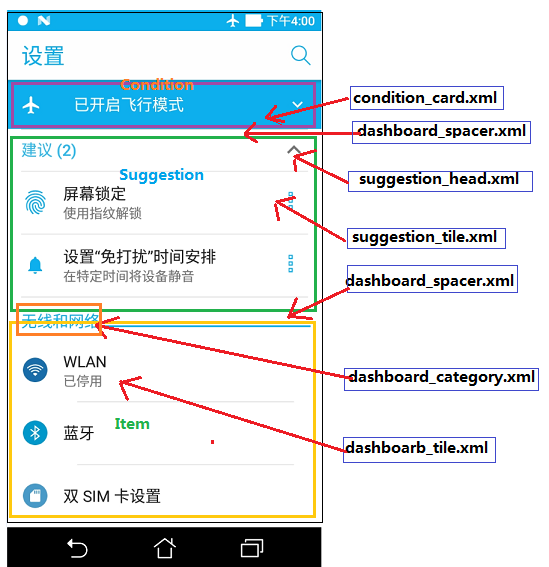 下午4:00
设置
Condition
已开启飞行模式
condition_card.xml
dashboard_spacer.xml
建议 (2)
Suggestion
suggestion_head.xml
屏幕锁定
使用指纹解锁
suggestion_tile.xml
设置“免打扰”时间安排
在特定时间将设备静音
dashboard_spacer.xml
无线和网络
WLAN
已停用
dashboard_category.xml
Item
蓝牙
dashboarb_tile.xml
双 SIM 卡设置